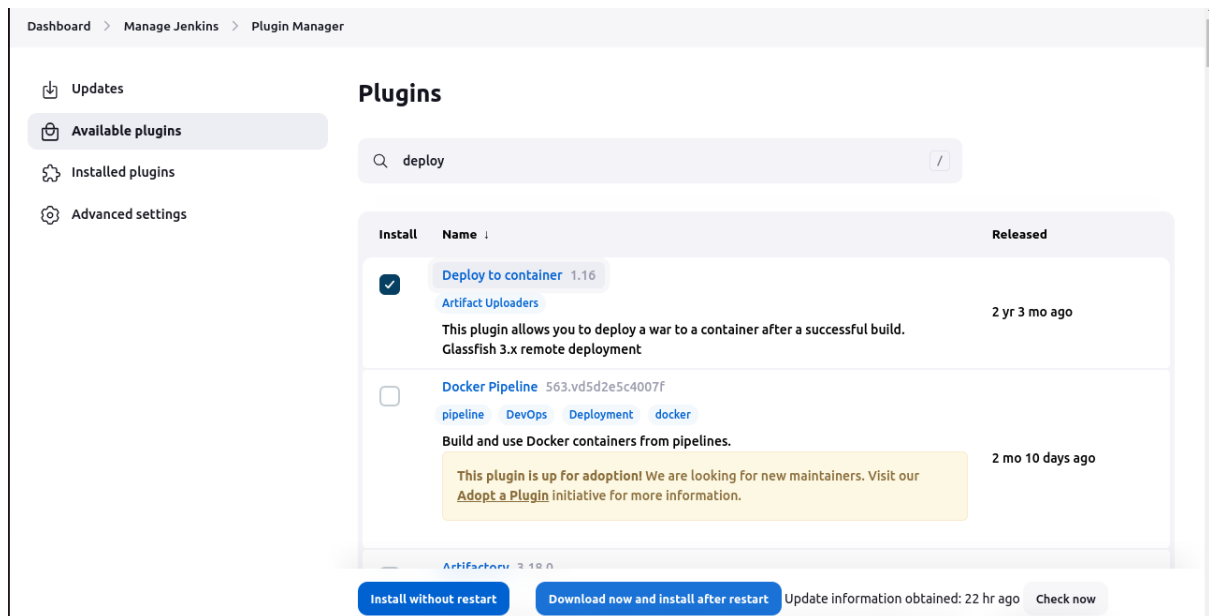 Dashboard > Manage Jenkins > Plugin Manager
Updates
Available plugins
Installed plugins
Advanced settings
Plugins
deploy /
Install Name ↓ Released
Deploy to container 1.16
Artifact Uploaders
This plugin allows you to deploy a war to a container after a successful build.
Glassfish 3.x remote deployment
2 yr 3 mo ago
Docker Pipeline 563.vd5d2e5c4007f
pipeline DevOps Deployment docker
Build and use Docker containers from pipelines.
This plugin is up for adoption! We are looking for new maintainers. Visit our
Adopt a Plugin initiative for more information.
2 mo 10 days ago
Artifactory 3.18.0
Install without restart Download now and install after restart Update information obtained: 22 hr ago Check now